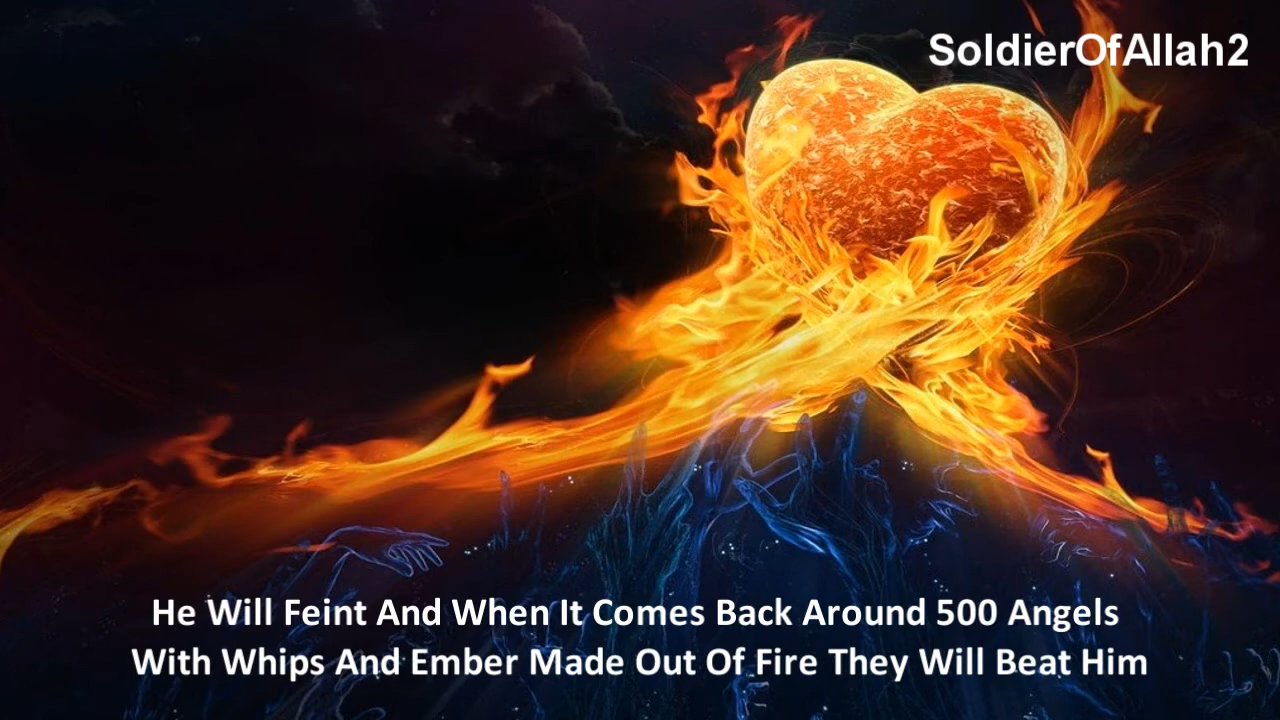 SoldierOfAllah2
He Will Feint And When It Comes Back Around 500 Angels
With Whips And Ember Made Out Of Fire They Will Beat Him